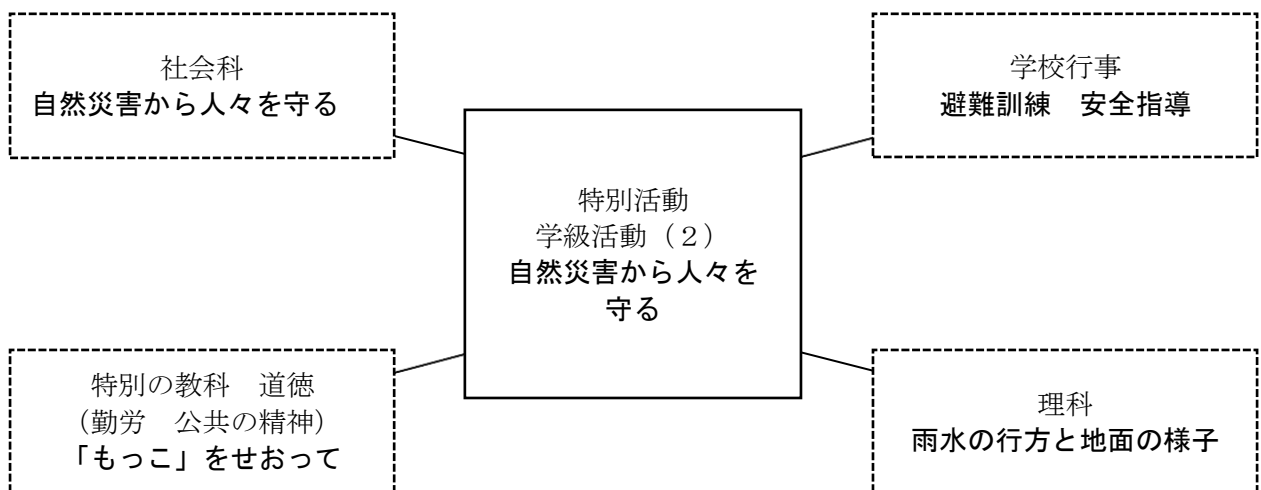 社会科
自然災害から人々を守る
学校行事
避難訓練　安全指導
特別活動
学級活動（２）
自然災害から人々を
守る
特別の教科　道徳
（勤労　公共の精神）
「もっこ」をせおって
理科
雨水の行方と地面の様子